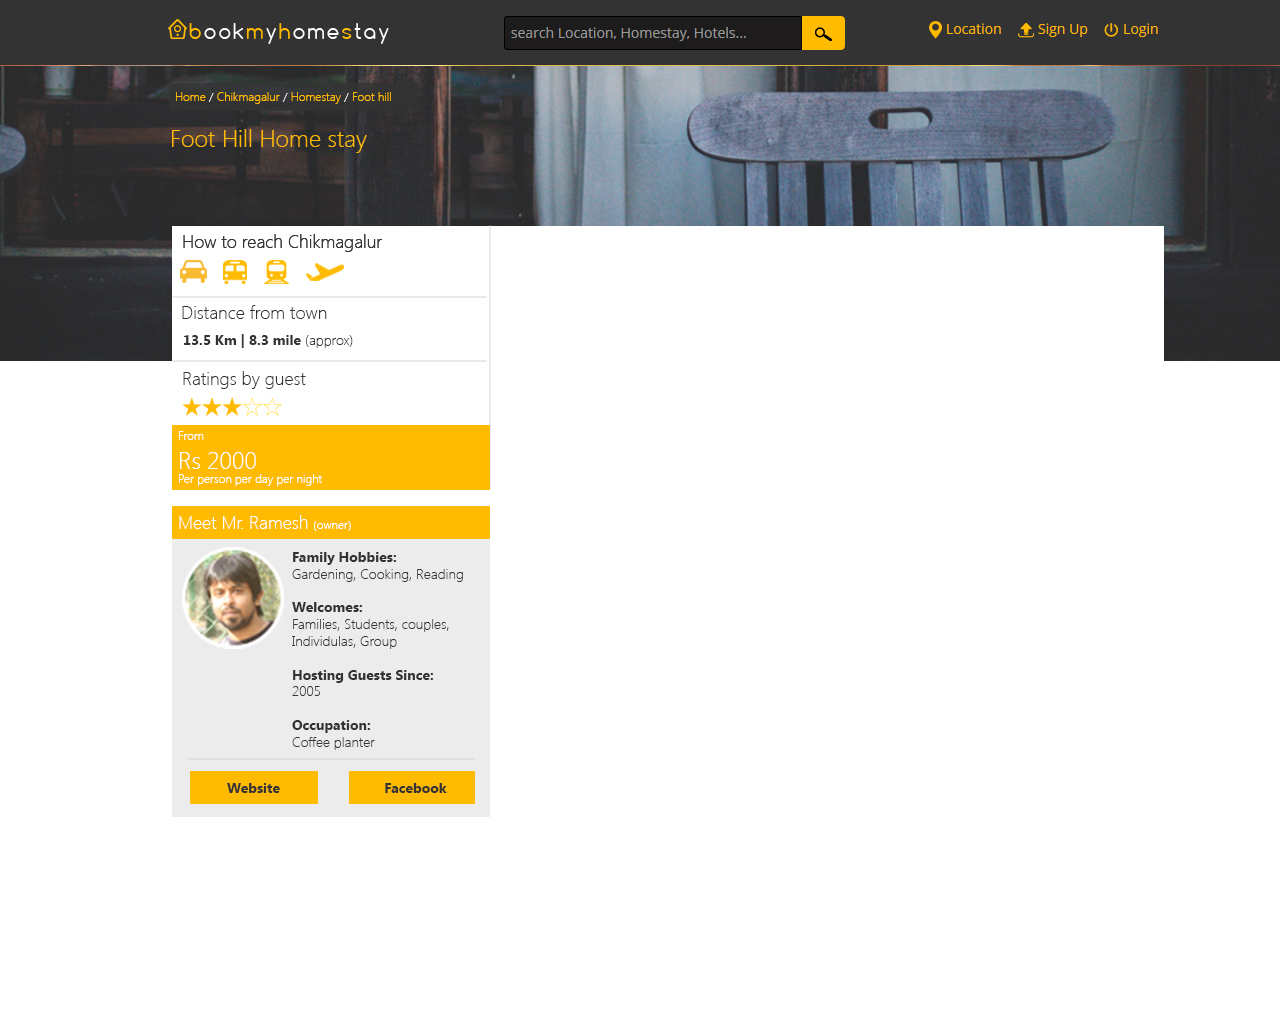 bookmyhomestay
search Location, Homestay, Hotels...
Location
Sign Up
Login
Home / Chikmagalur / Homestay / Foot hill
Foot Hill Home stay
How to reach Chikmagalur
Distance from town
13.5 Km | 8.3 mile (approx)
Ratings by guest
From
Rs 2000
Per person per day per night
Meet Mr. Ramesh (owner)
Family Hobbies:
Gardening, Cooking, Reading
Welcomes:
Families, Students, couples,
Individulas, Group
Hosting Guests Since:
2005
Occupation:
Coffee planter
Website
Facebook